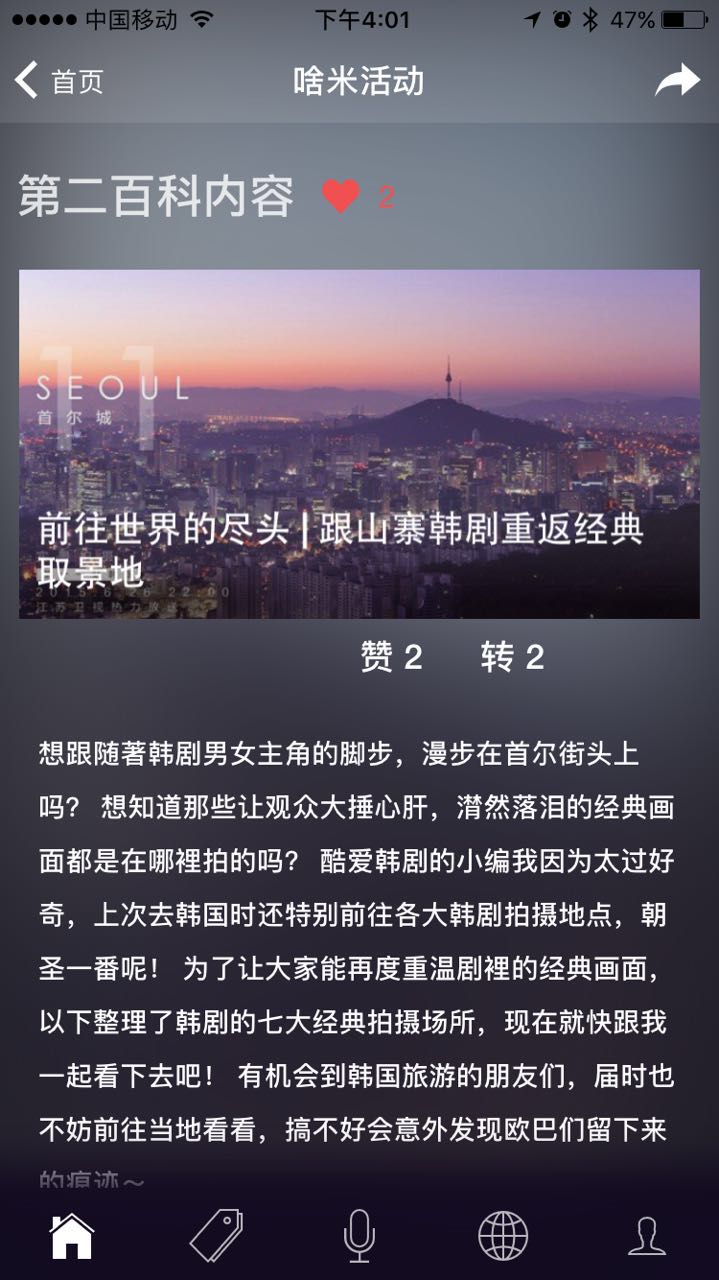 中国移动 下午4:01 47%
首页 啥米活动
第二百科内容 2
11
SEOUL
首尔城
前往世界的尽头 | 跟山寨韩剧重返经典
取景地
2015.6.26 22:00
江苏卫视热力放送
赞 2 转 2
想跟随著韩剧男女主角的脚步，漫步在首尔街头上
吗？ 想知道那些让观众大捶心肝，潸然落泪的经典画
面都是在哪裡拍的吗？ 酷爱韩剧的小编我因为太过好
奇，上次去韩国时还特别前往各大韩剧拍摄地点，朝
圣一番呢！ 为了让大家能再度重温剧裡的经典画面，
以下整理了韩剧的七大经典拍摄场所，现在就快跟我
一起看下去吧！ 有机会到韩国旅游的朋友们，届时也
不妨前往当地看看，搞不好会意外发现欧巴们留下来
的痕迹～